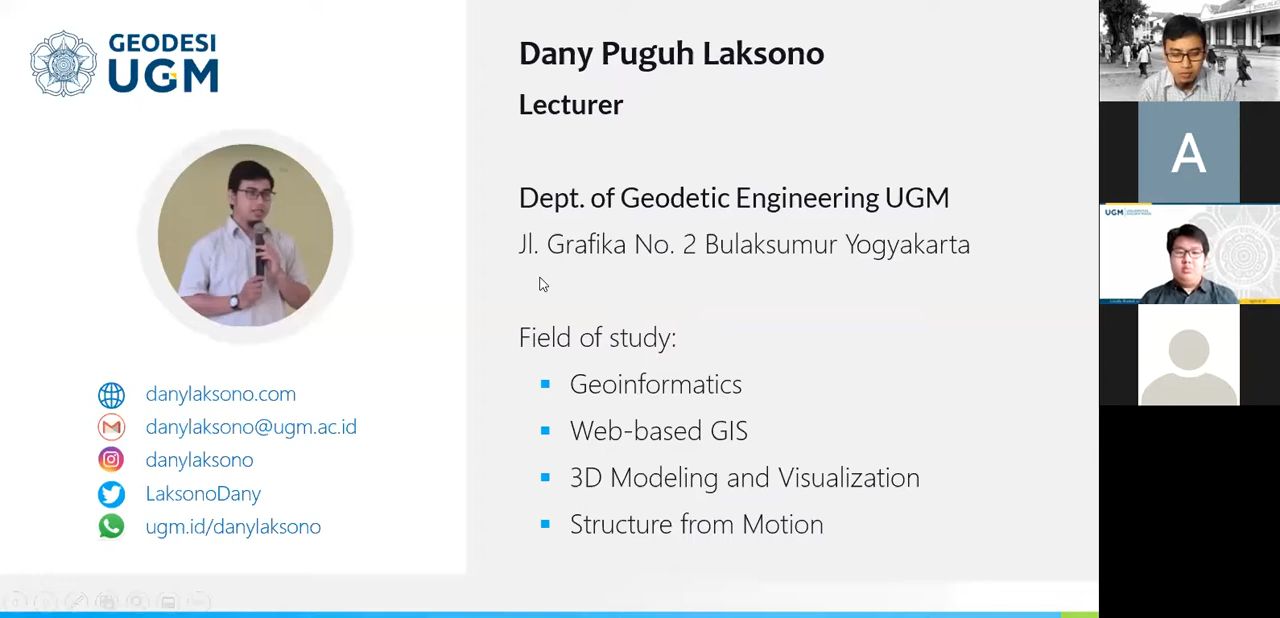 GEODESI
UGM
danylaksono.com
danylaksono@ugm.ac.id
danylaksono
LaksonoDany
ugm.id/danylaksono
Dany Puguh Laksono
Lecturer
Dept. of Geodetic Engineering UGM
Jl. Grafika No. 2 Bulaksumur Yogyakarta
Field of study:
Geoinformatics
Web-based GIS
3D Modeling and Visualization
Structure from Motion
A
UGM